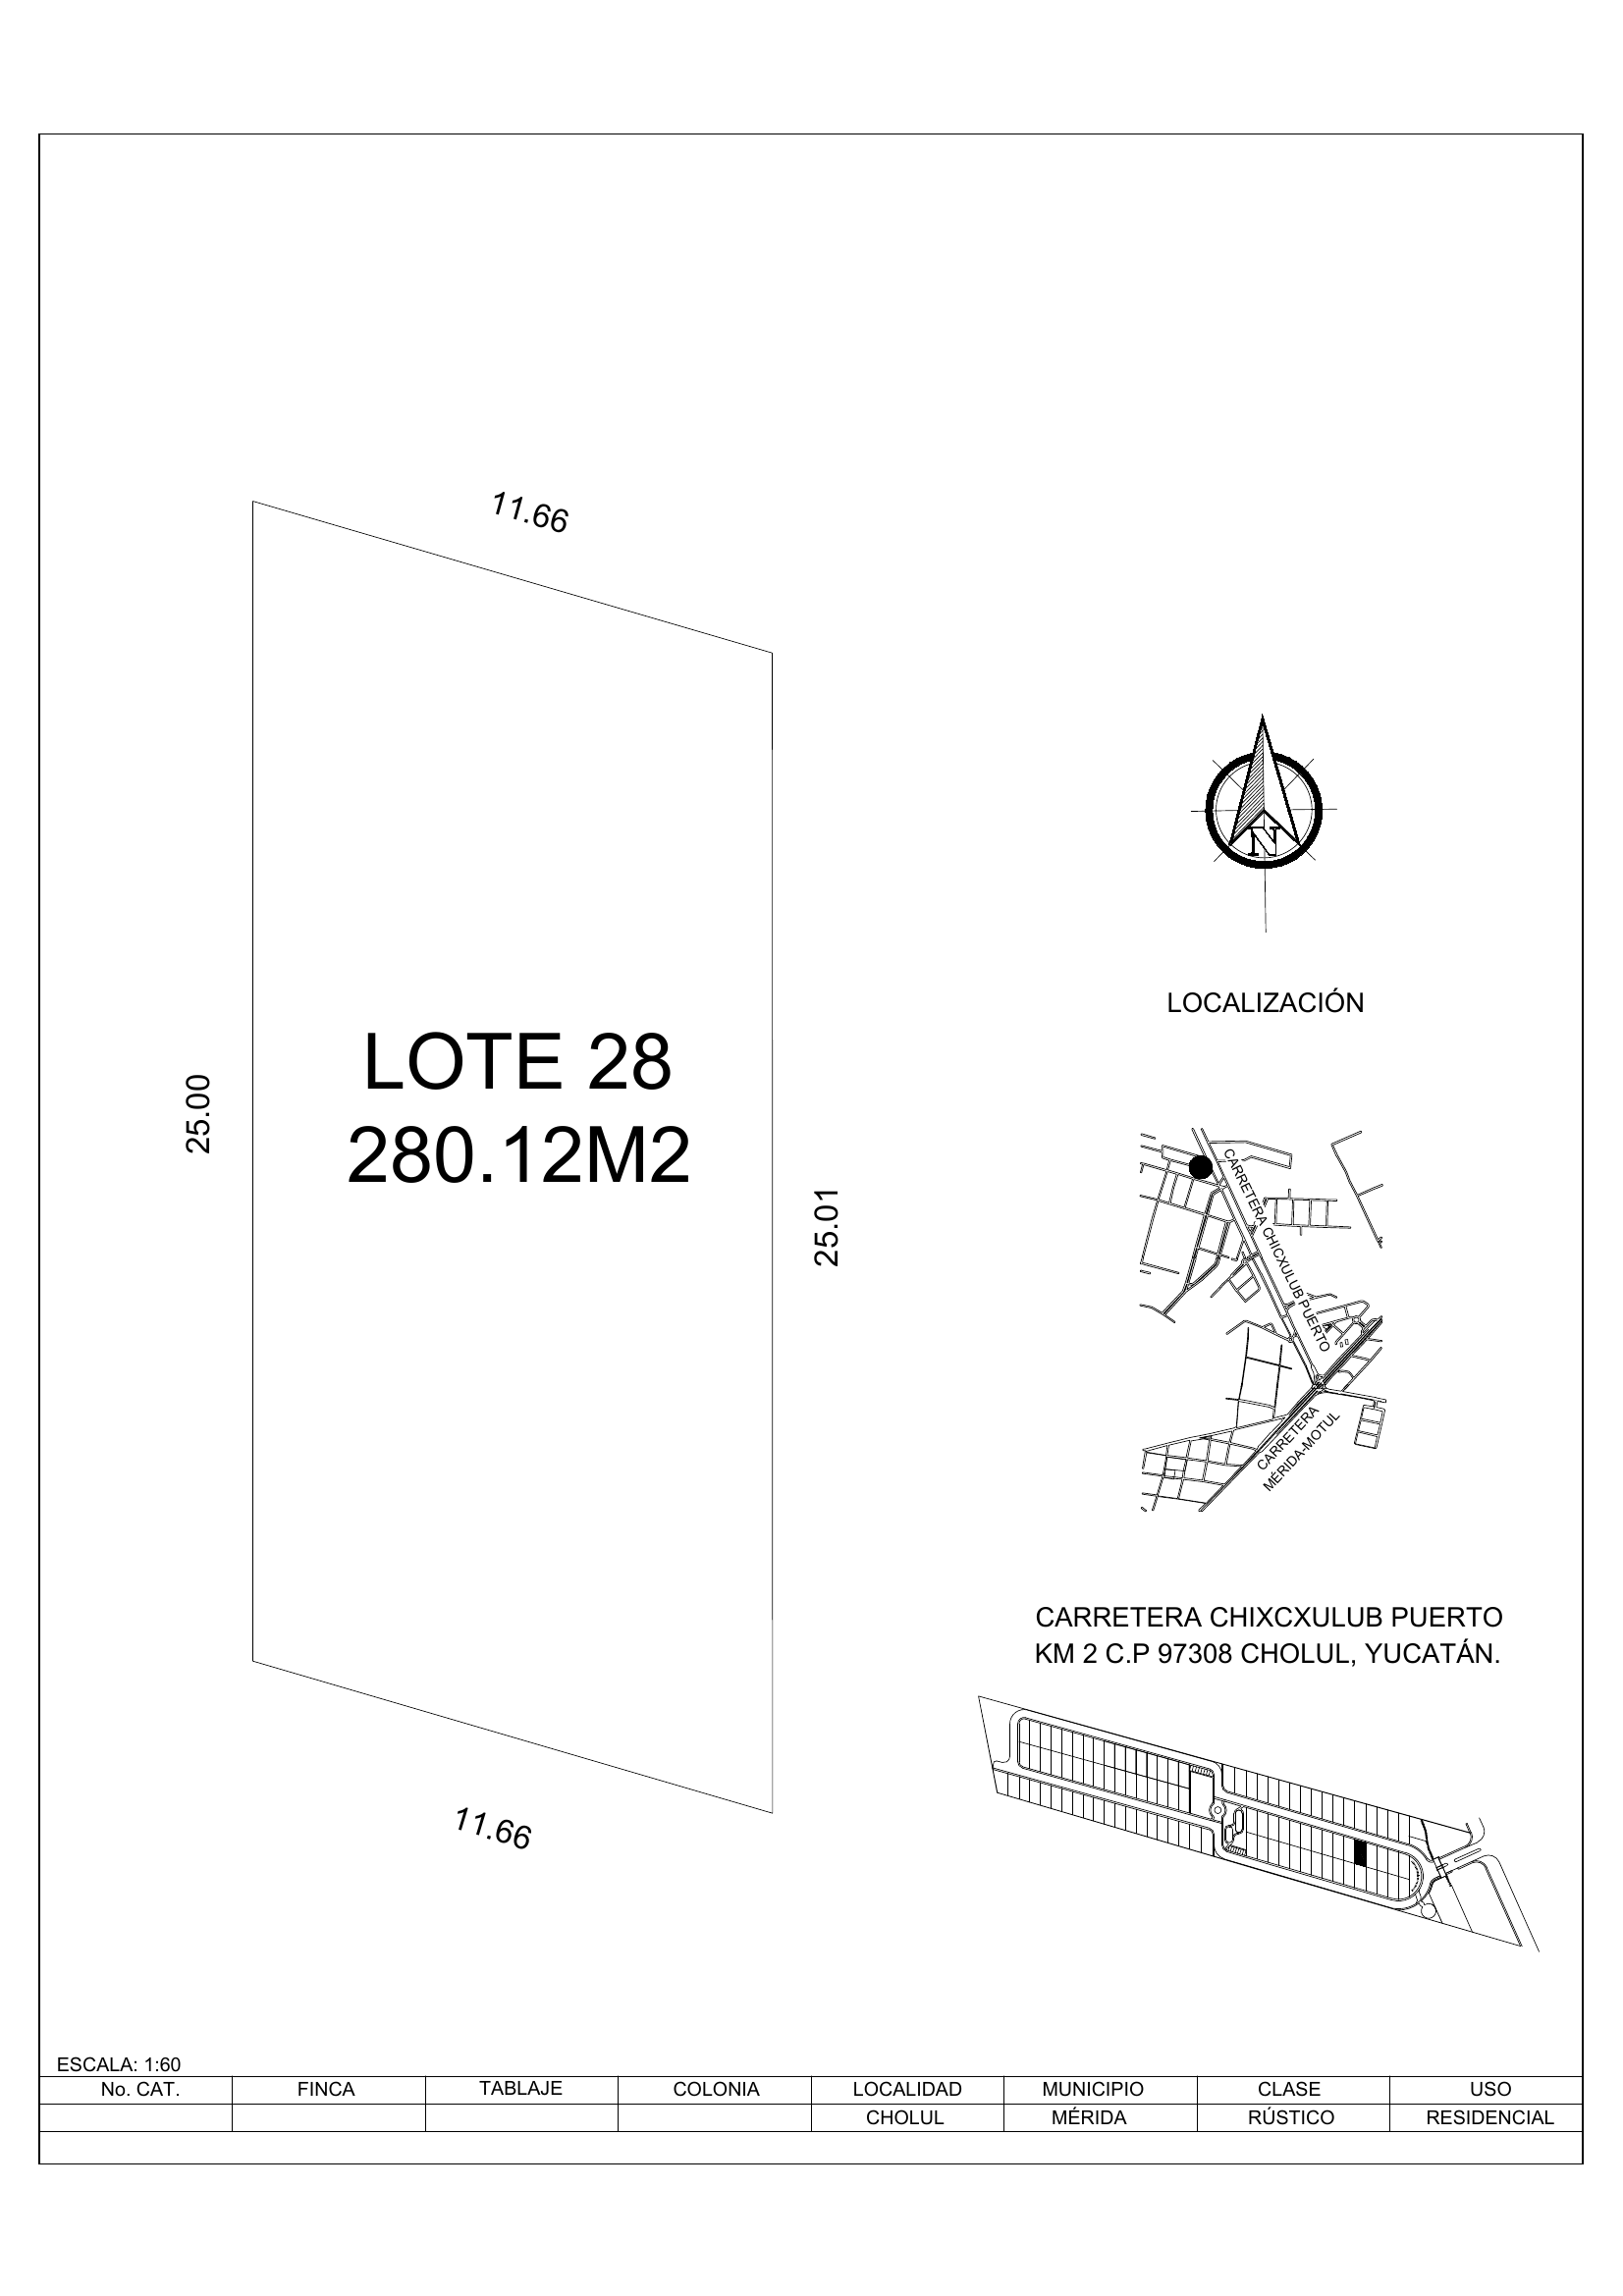 11.66
25.00
LOTE 28
280.12M2
25.01
11.66
N
LOCALIZACIÓN
CARRETERA CHICXULUB PUERTO
CARRETERA
MÉRIDA-MOTUL
CARRETERA CHIXCXULUB PUERTO
KM 2 C.P 97308 CHOLUL, YUCATÁN.
ESCALA: 1:60
No. CAT. FINCA TABLAJE COLONIA LOCALIDAD MUNICIPIO CLASE USO
CHOLUL MÉRIDA RÚSTICO RESIDENCIAL